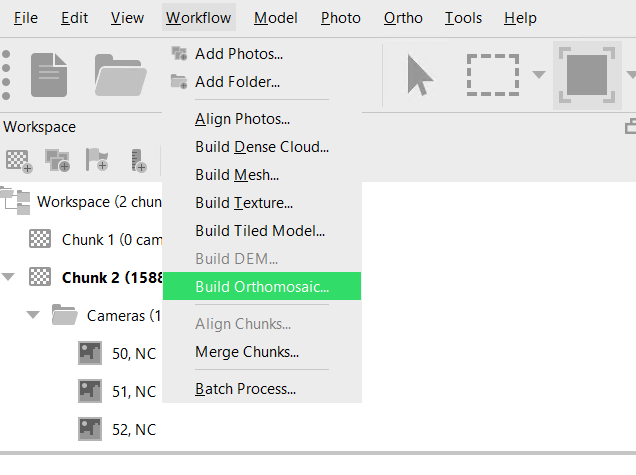 File Edit View Workflow Model Photo Ortho Tools Help
Add Photos...
Add Folder...
Workspace
Align Photos...
Build Dense Cloud...
Build Mesh...
Build Texture...
Build Tiled Model...
Build DEM...
Build Orthomosaic...
Align Chunks...
Merge Chunks...
Batch Process...
Workspace (2 chun
Chunk 1 (0 cam
Chunk 2 (1588
Cameras (1
50, NC
51, NC
52, NC